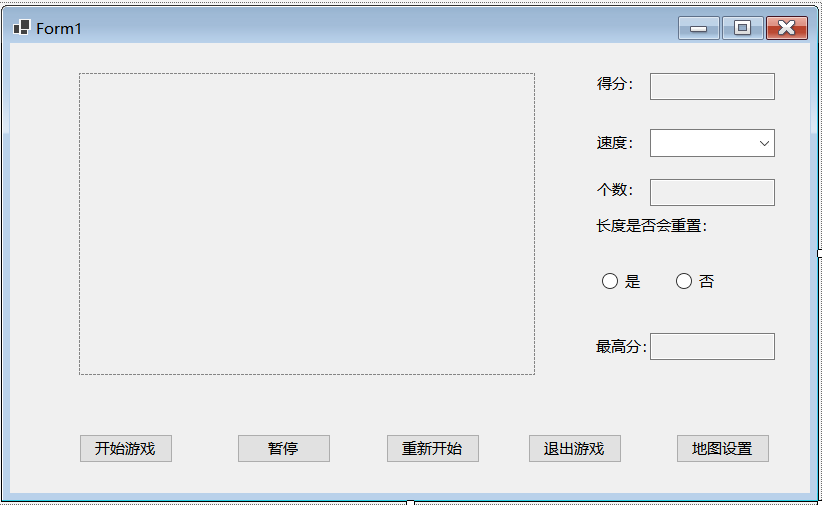 Form1
得分：
速度：
个数：
长度是否会重置：
是 否
最高分：
开始游戏 暂停 重新开始 退出游戏 地图设置